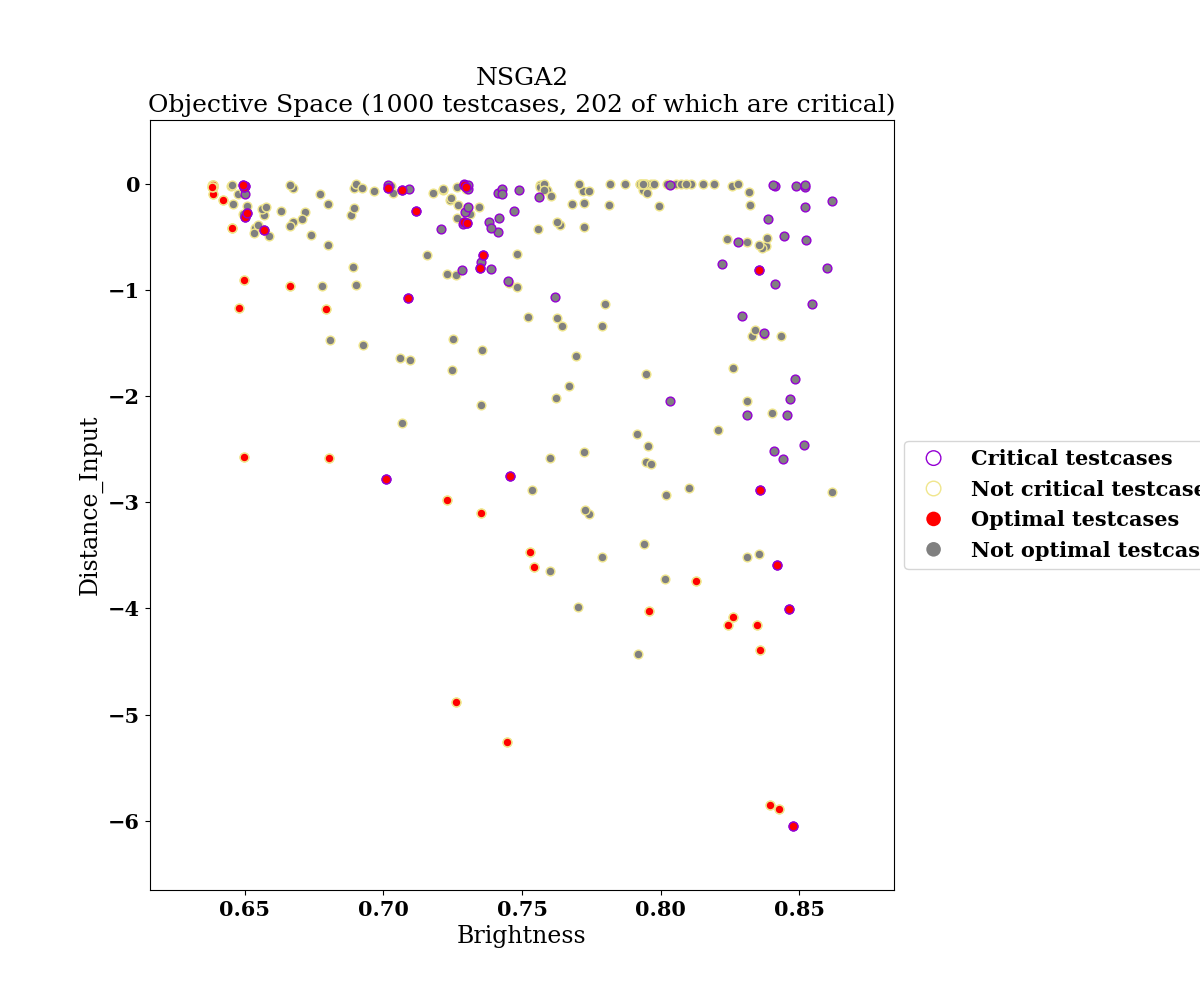 NSGA2
Objective Space (1000 testcases, 202 of which are critical)
0
−1
−2
−3
−4
−5
−6
Distance_Input
0.65 0.70 0.75 0.80 0.85
Brightness
Critical testcases
Not critical testcase
Optimal testcases
Not optimal testcas